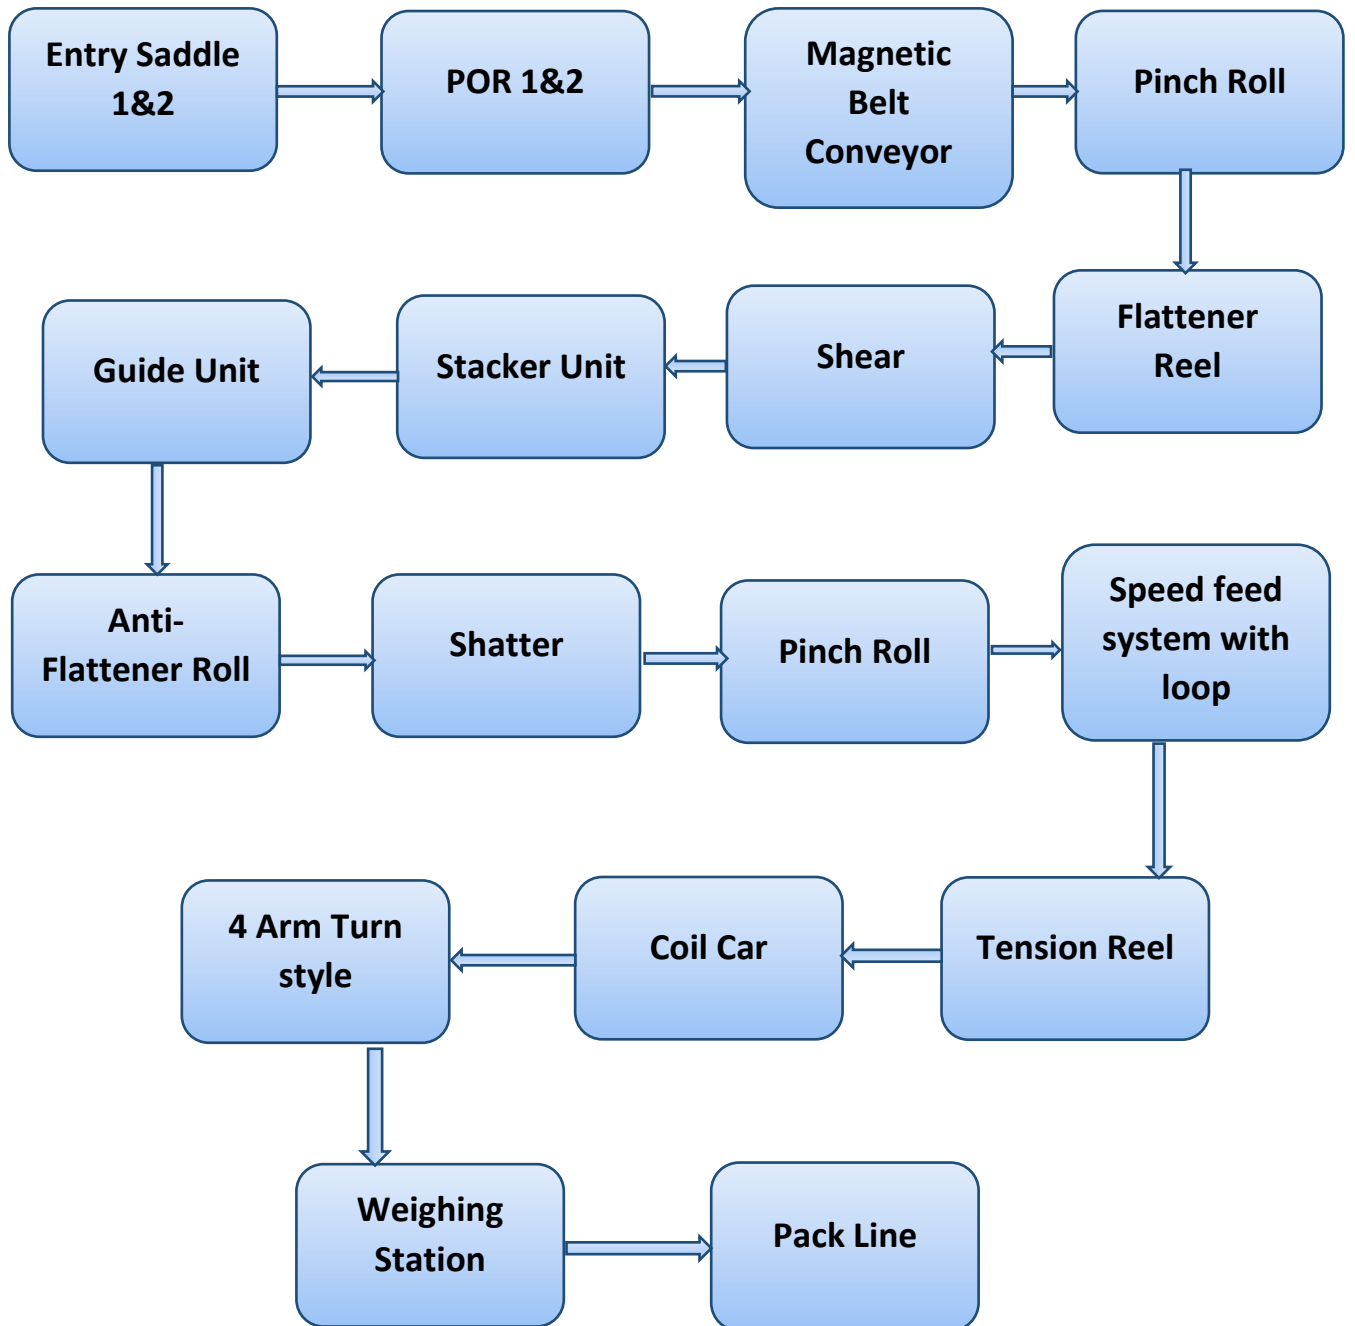 Entry Saddle
1&2
POR 1&2
Magnetic
Belt
Conveyor
Pinch Roll
Flattener
Reel
Shear
Stacker Unit
Guide Unit
Anti-
Flattener Roll
Shatter
Pinch Roll
Speed feed
system with
loop
Tension Reel
Coil Car
4 Arm Turn
style
Weighing
Station
Pack Line